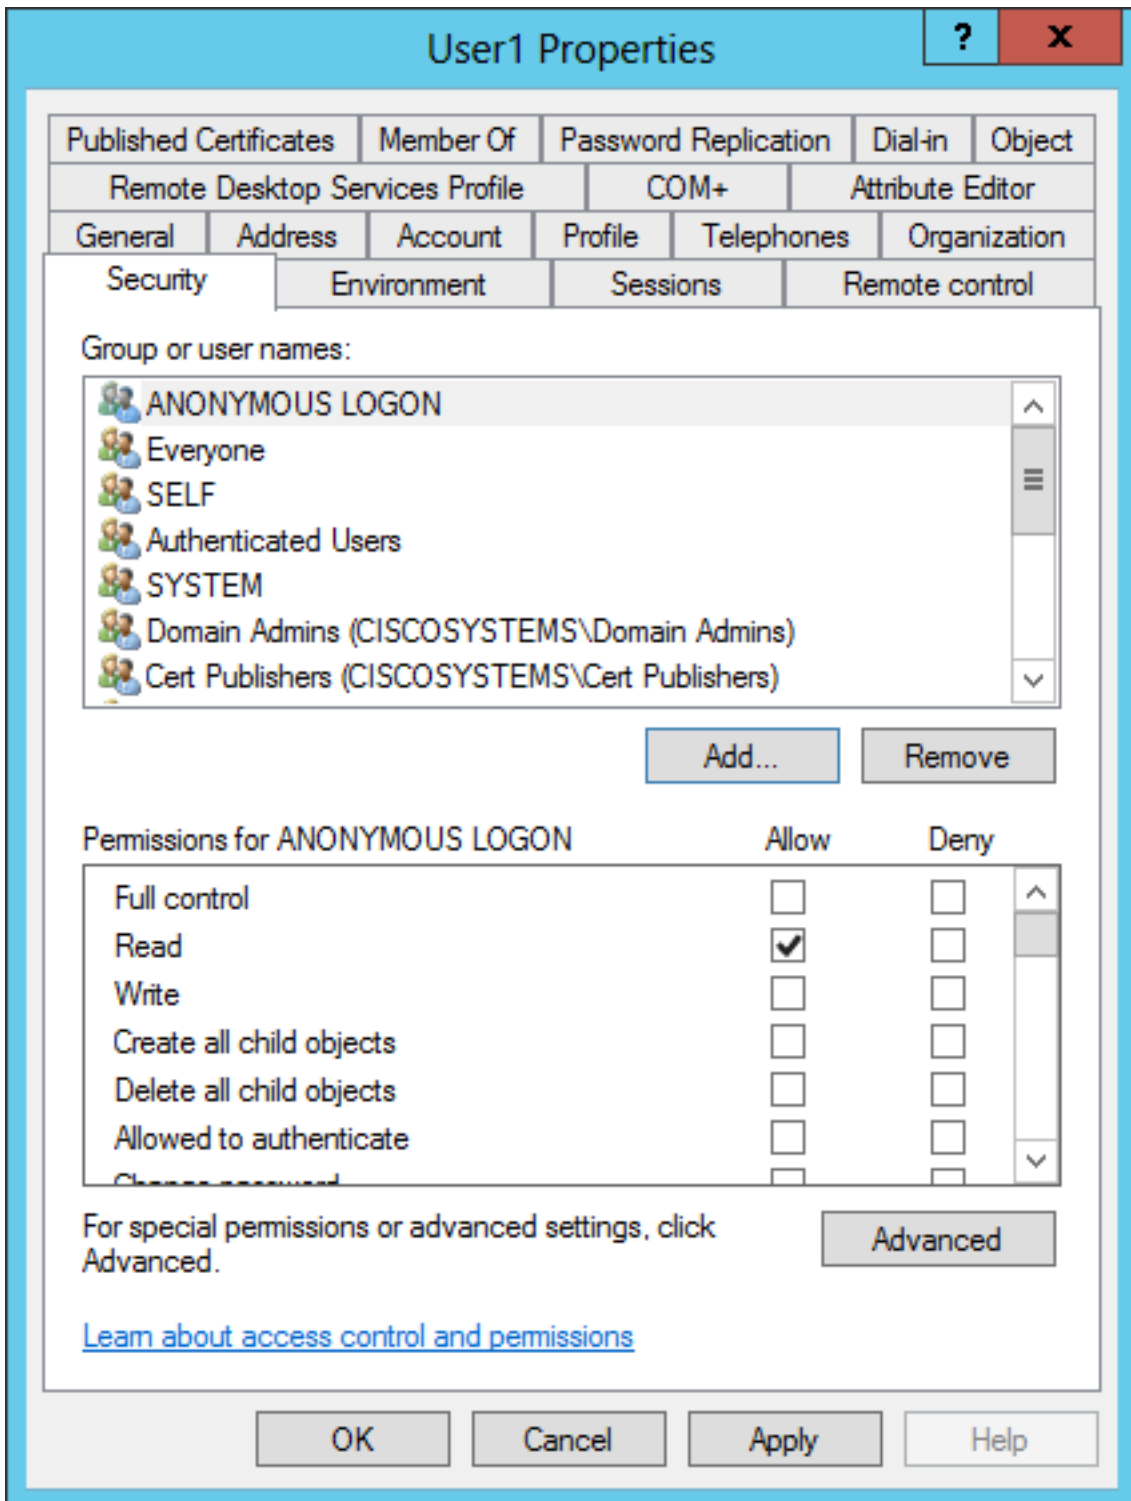 User1 Properties
?
x
Published Certificates Member Of Password Replication Dial-in Object
Remote Desktop Services Profile COM+ Attribute Editor
General Address Account Profile Telephones Organization
Security Environment Sessions Remote control
Group or user names:
ANONYMOUS LOGON
Everyone
SELF
Authenticated Users
SYSTEM
Domain Admins (CISCOSYSTEMS\Domain Admins)
Cert Publishers (CISCOSYSTEMS\Cert Publishers)
Add... Remove
Permissions for ANONYMOUS LOGON Allow Deny
Full control
Read
Write
Create all child objects
Delete all child objects
Allowed to authenticate
Change password
For special permissions or advanced settings, click
Advanced.
Advanced
Learn about access control and permissions
OK Cancel Apply Help